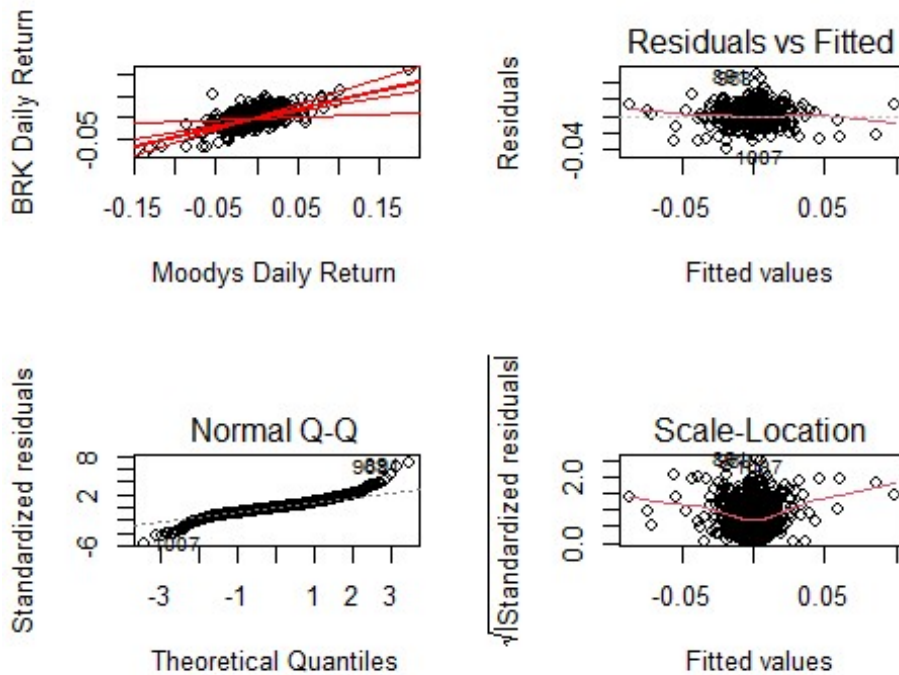 BRK Daily Return
-0.05
-0.15 -0.05 0.05 0.15
Moodys Daily Return
Residuals vs Fitted
Residuals
-0.04
1007
-0.05 0.05
Fitted values
Normal Q-Q
Standardized residuals
8
2
-6
1007
-3 -1 1 2 3
Theoretical Quantiles
Scale-Location
√|Standardized residuals|
2.0
0.0
-0.05 0.05
Fitted values